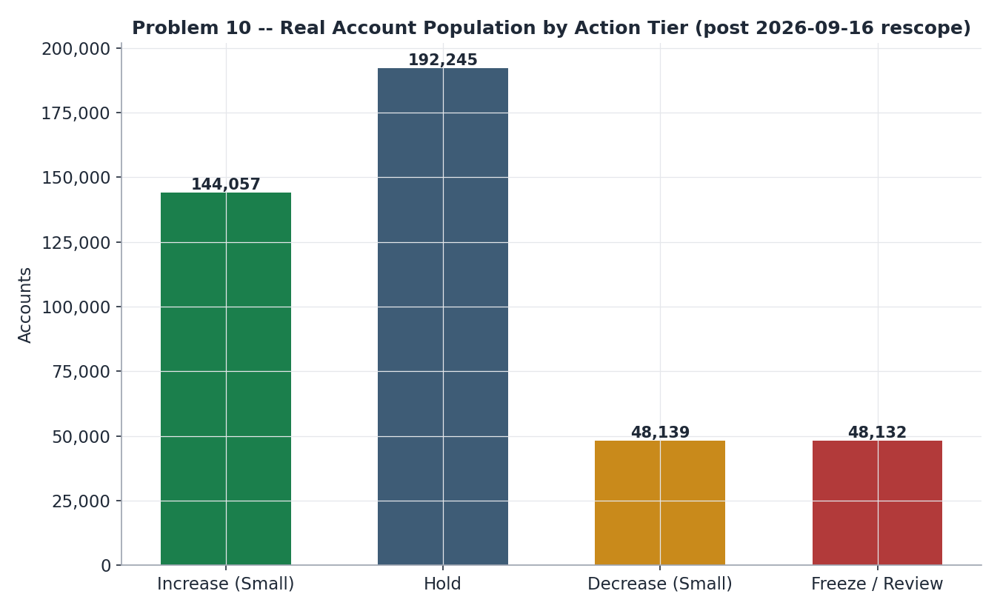 Problem 10 -- Real Account Population by Action Tier (post 2026-09-16 rescope)
200,000
175,000
150,000
125,000
100,000
75,000
50,000
25,000
0
Accounts
144,057
192,245
48,139
48,132
Increase (Small)
Hold
Decrease (Small)
Freeze / Review